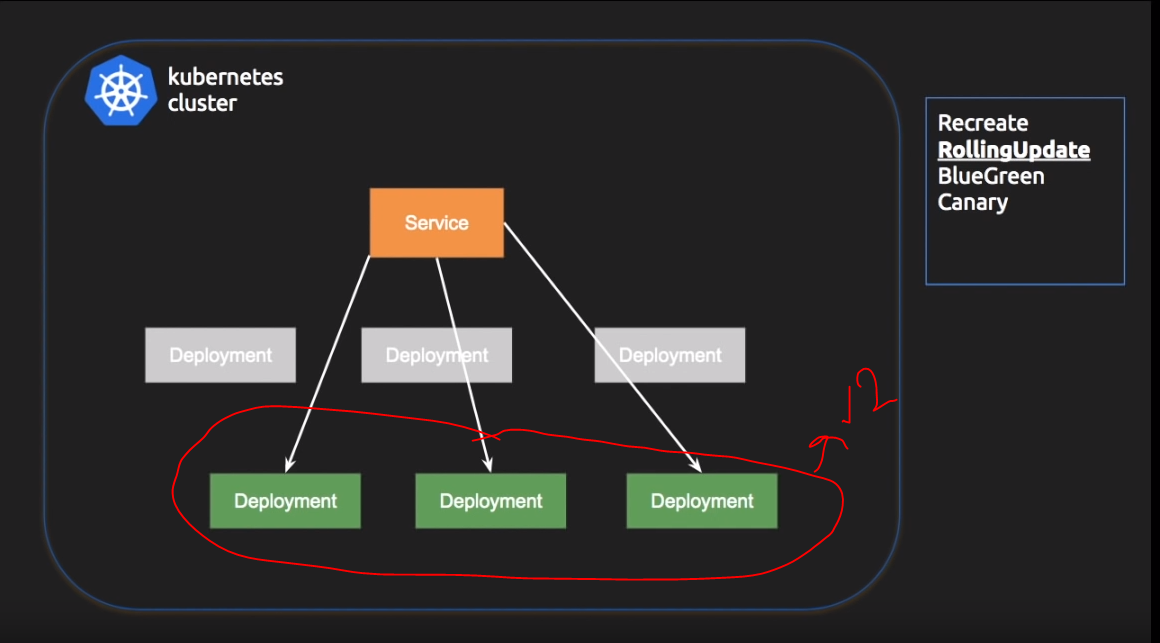 kubernetes
cluster
Recreate
RollingUpdate
BlueGreen
Canary
Service
Deployment
Deployment
Deployment
Deployment
Deployment
Deployment